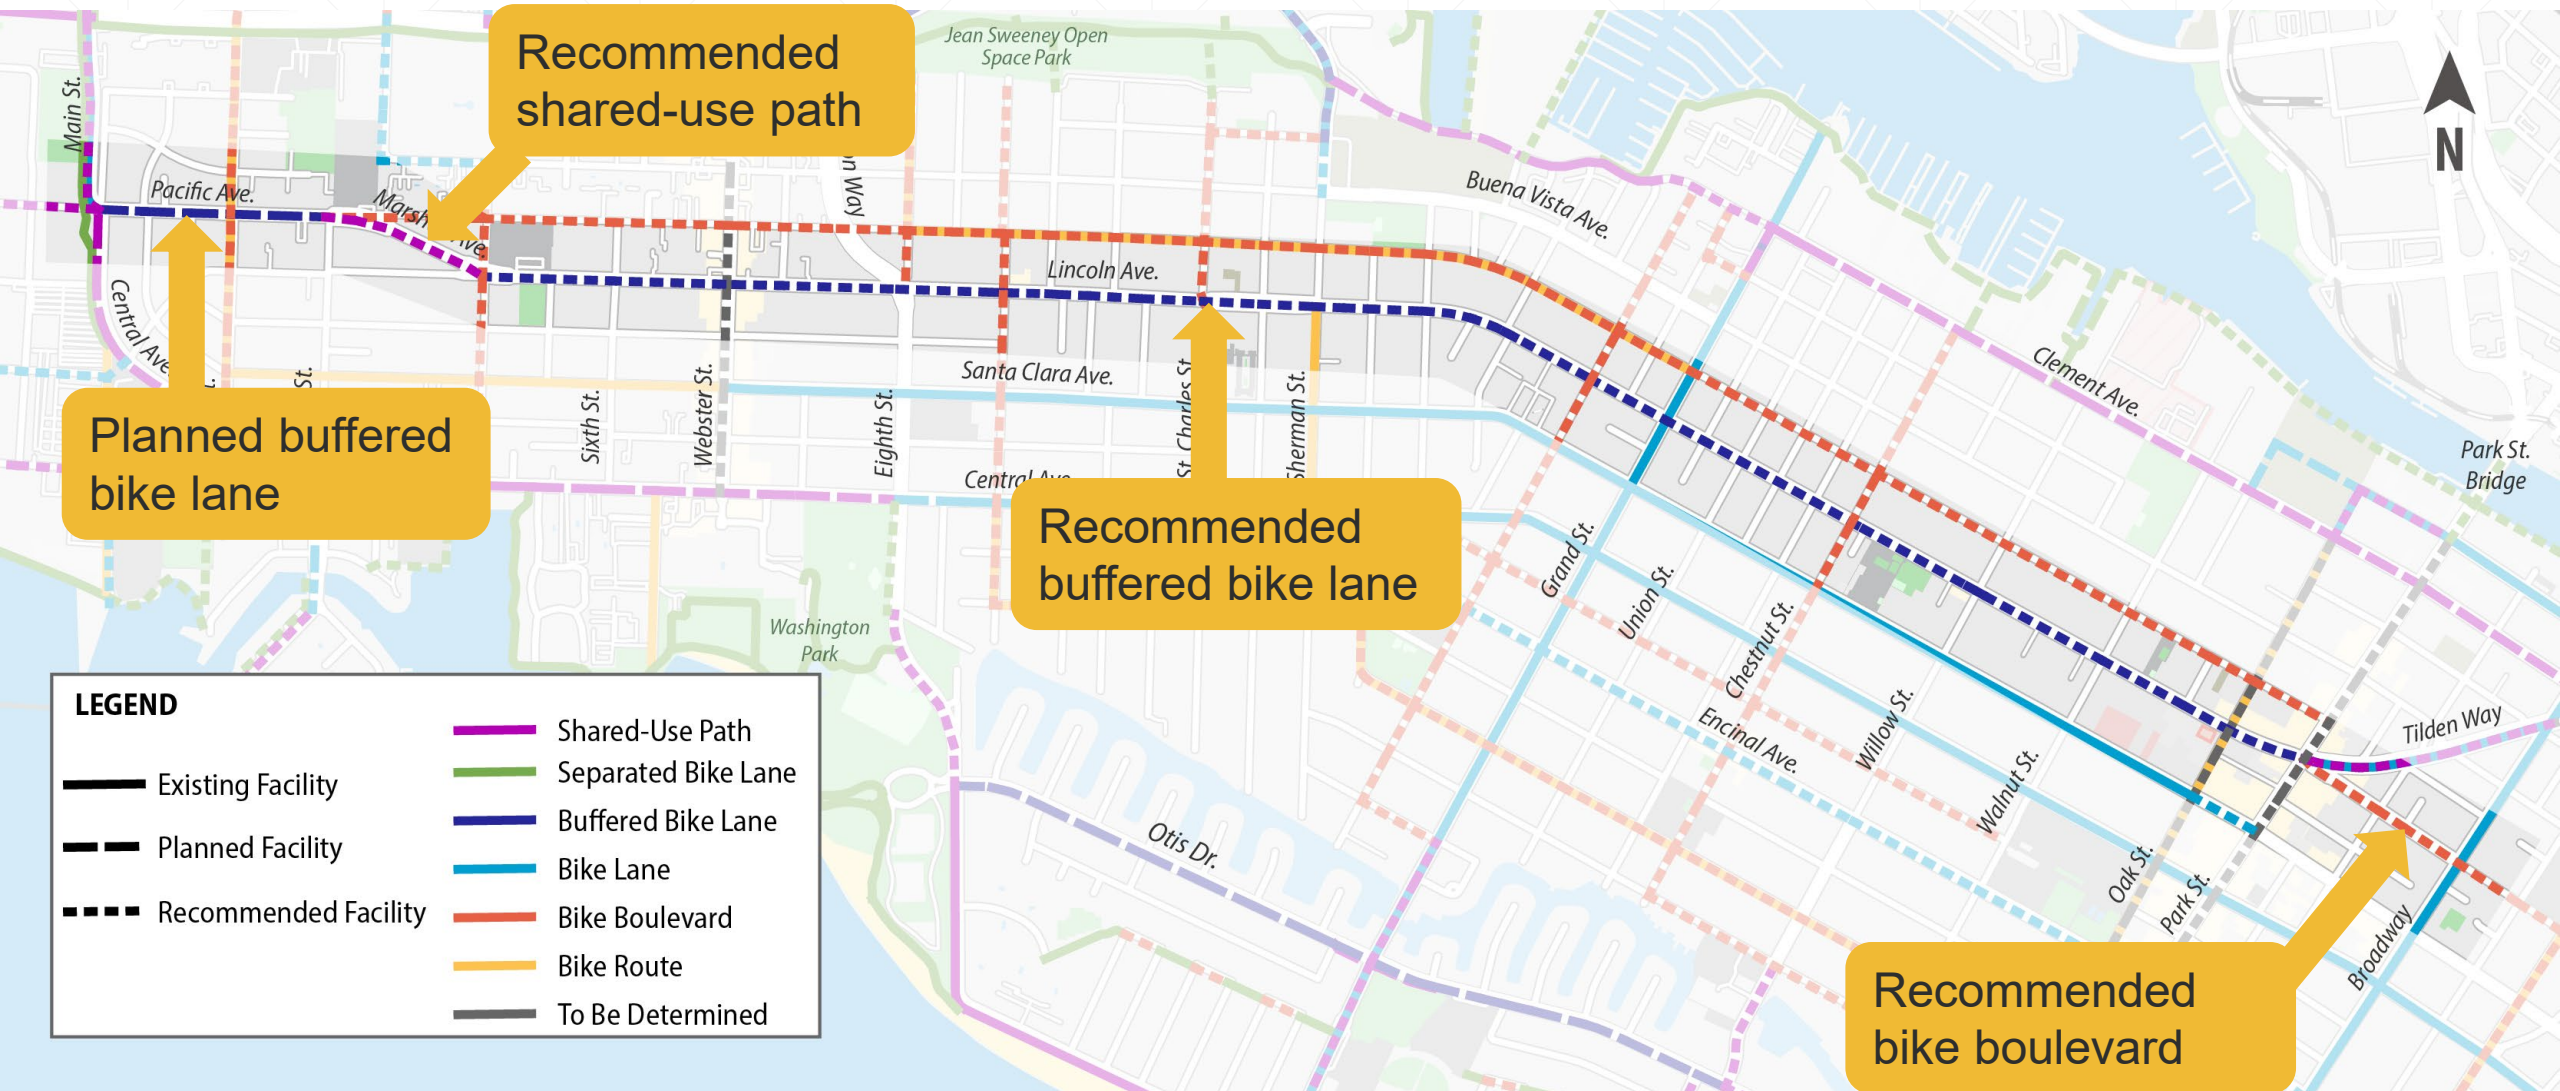 Recommended
shared-use path
Jean Sweeney Open
Space Park
N
Main St.
Pacific Ave.
Marsh
Ave.
on Way
Buena Vista Ave.
Lincoln Ave.
Central Ave
St.
Santa Clara Ave.
Clement Ave.
Park St.
Bridge
Planned buffered
bike lane
Sixth St.
Webster St.
Eighth St.
St. Charles St
Sherman St.
Central Ave
Recommended
buffered bike lane
Grand St.
Union St.
Chestnut St.
Willow St.
Walnut St.
Encinal Ave.
Oak St.
Park St.
Tilden Way
Broadway
Washington
Park
Otis Dr.
Recommended
bike boulevard
LEGEND
Existing Facility
Planned Facility
Recommended Facility
Shared-Use Path
Separated Bike Lane
Buffered Bike Lane
Bike Lane
Bike Boulevard
Bike Route
To Be Determined